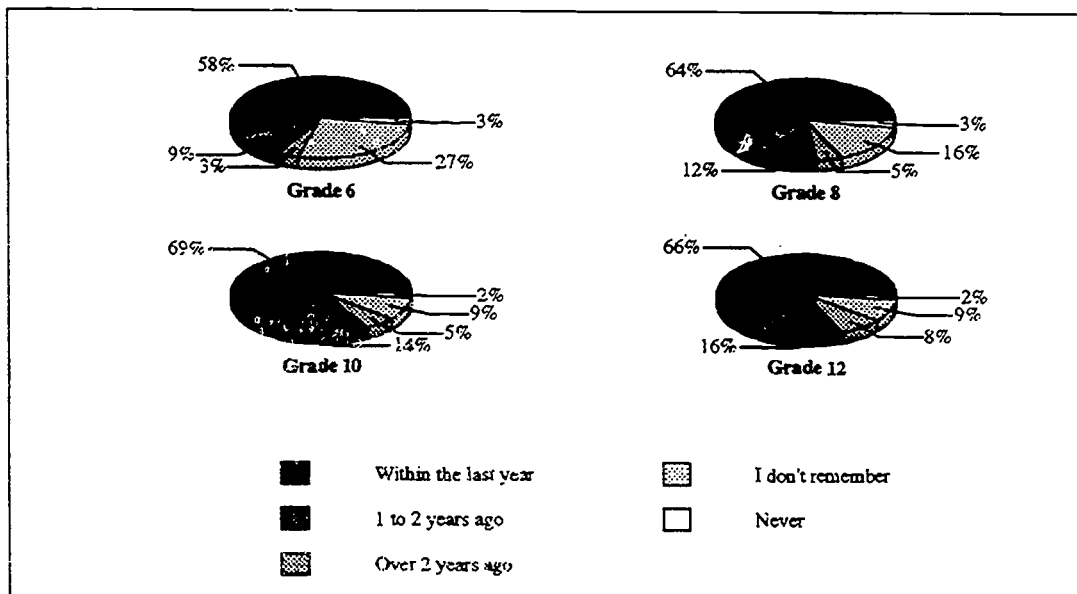 58%
3%
9%
3%
27%
Grade 6
64%
3%
16%
12%
5%
Grade 8
69%
2%
9%
5%
14%
Grade 10
66%
2%
9%
16%
8%
Grade 12
Within the last year
I don't remember
1 to 2 years ago
Never
Over 2 years ago